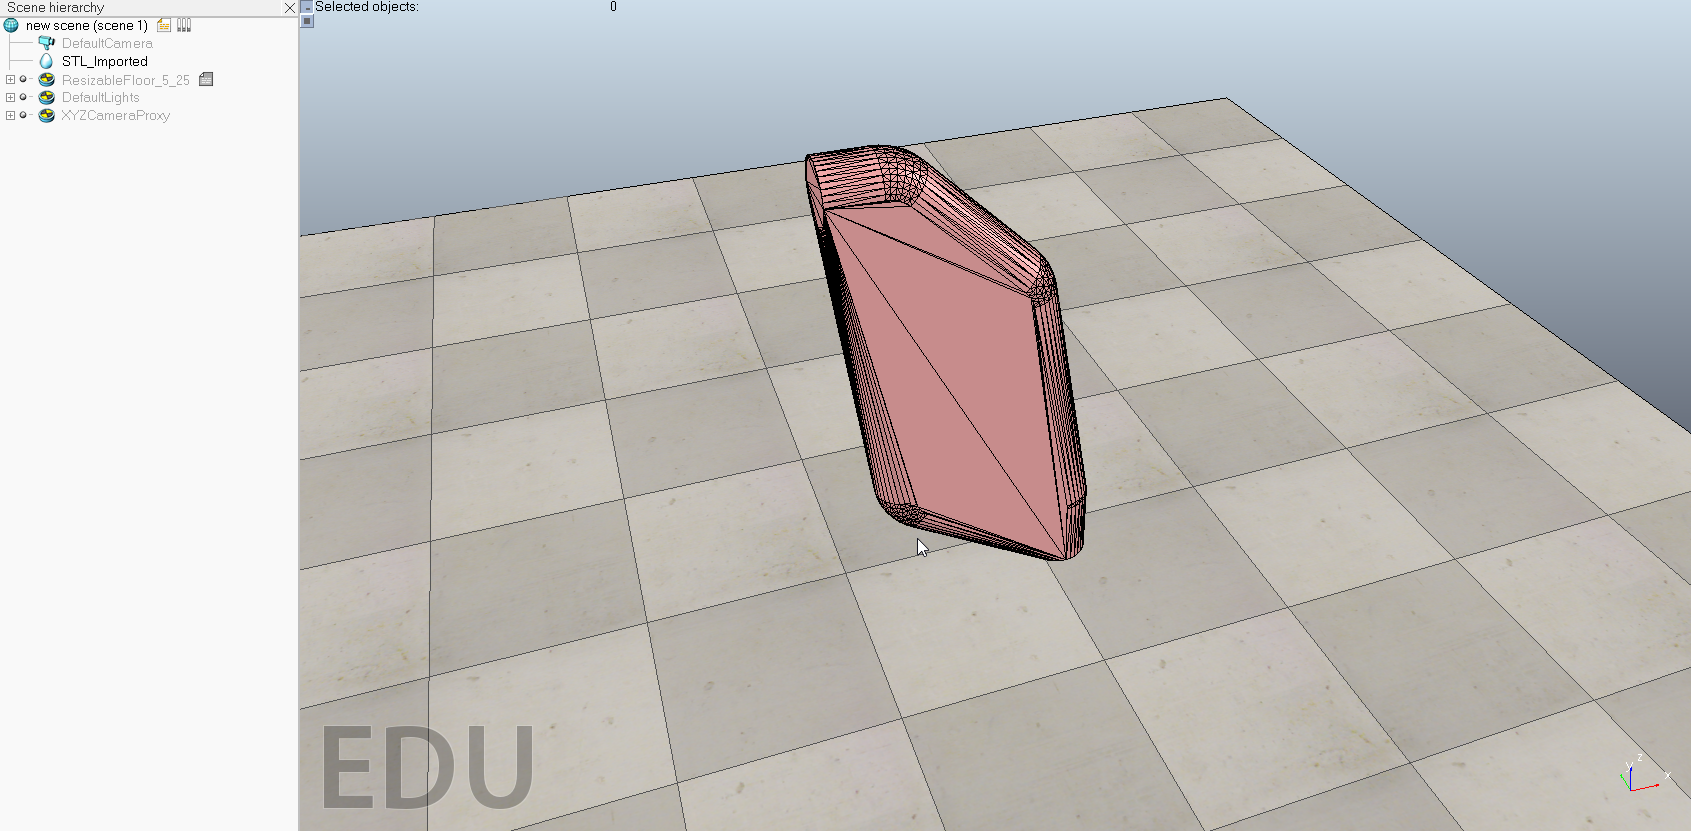 Scene hierarchy
Selected objects: 0
new scene (scene 1)
DefaultCamera
STL_Imported
ResizableFloor_5_25
DefaultLights
XYZCameraProxy
EDU
z
y
x